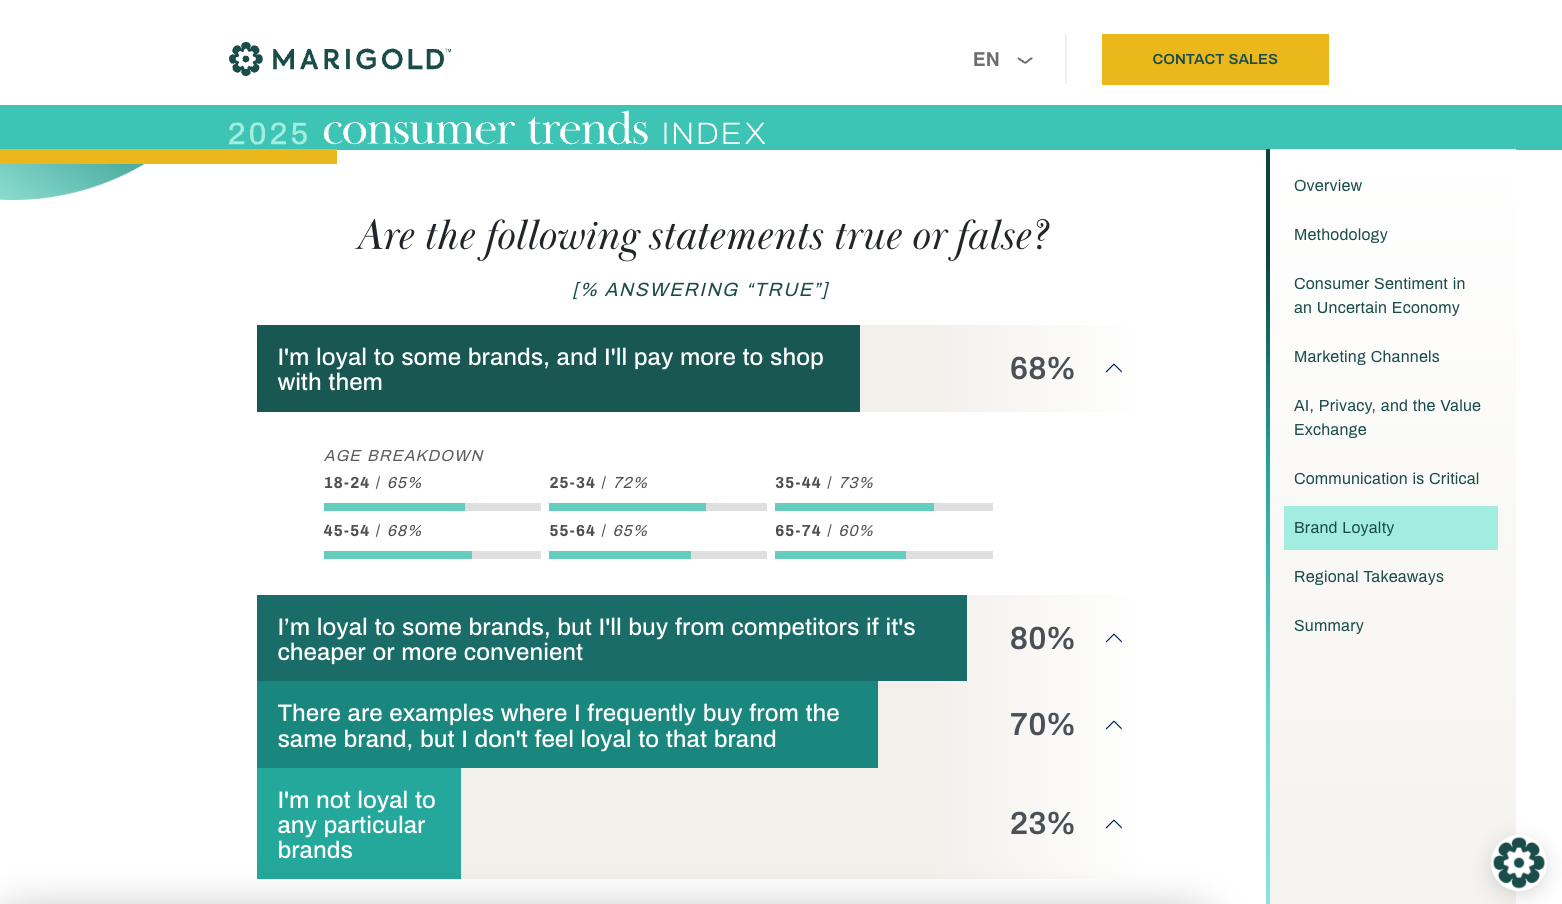 MARIGOLD™
EN
CONTACT SALES
2025 consumer trends INDEX
Are the following statements true or false?
[% ANSWERING “TRUE”]
I'm loyal to some brands, and I'll pay more to shop
with them
68%
AGE BREAKDOWN
18-24 / 65%
25-34 / 72%
35-44 / 73%
45-54 / 68%
55-64 / 65%
65-74 / 60%
I’m loyal to some brands, but I'll buy from competitors if it's
cheaper or more convenient
80%
There are examples where I frequently buy from the
same brand, but I don't feel loyal to that brand
70%
I'm not loyal to
any particular
brands
23%
Overview
Methodology
Consumer Sentiment in
an Uncertain Economy
Marketing Channels
AI, Privacy, and the Value
Exchange
Communication is Critical
Brand Loyalty
Regional Takeaways
Summary